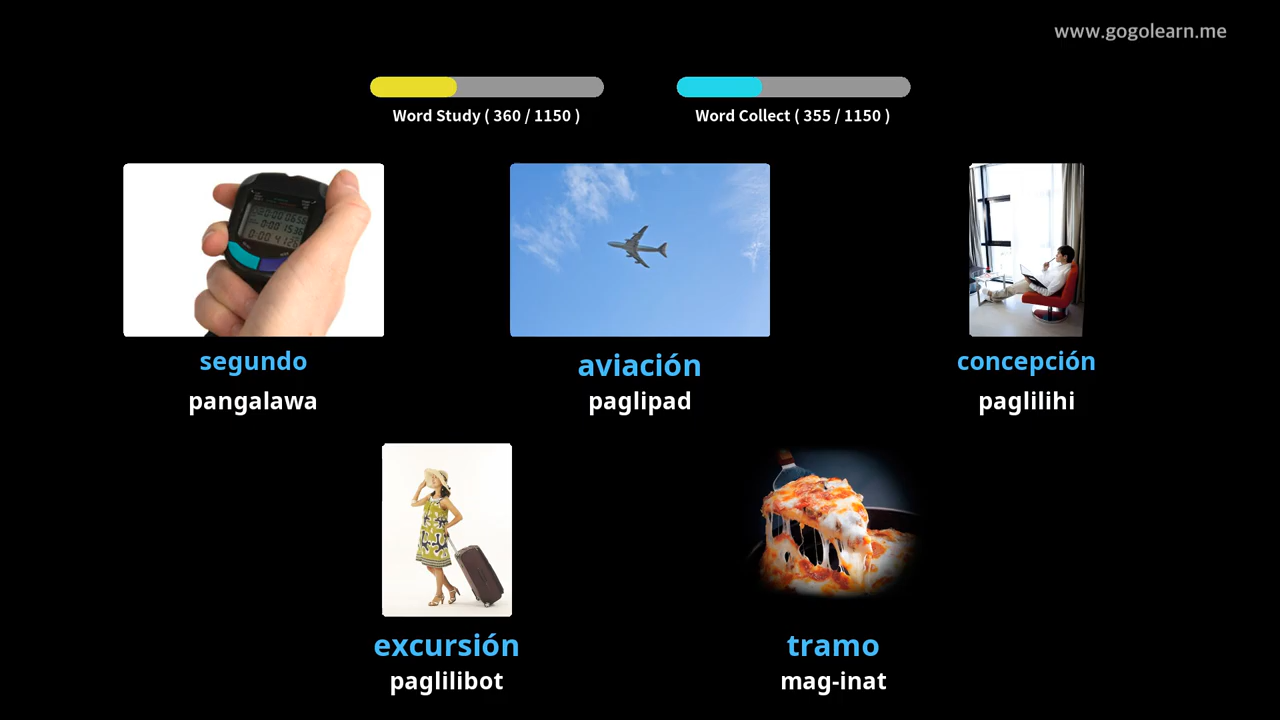 www.gogolearn.me
Word Study ( 360 / 1150 )
Word Collect ( 355 / 1150 )
segundo
pangalawa
aviación
paglipad
concepción
paglilihi
excursión
paglilibot
tramo
mag-inat